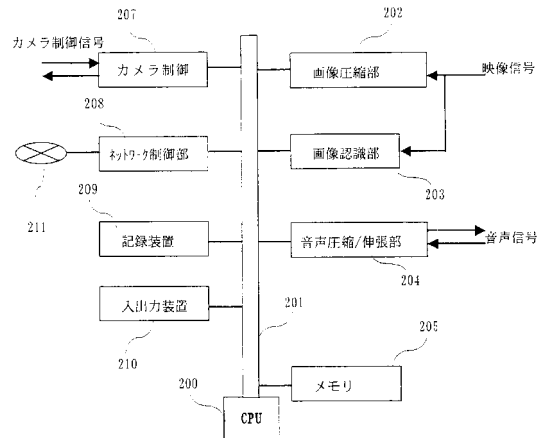 207
202
カメラ制御信号
カメラ制御
画像圧縮部
映像信号
208
ネットワーク制御部
画像認識部
211
203
209
記録装置
音声圧縮/伸張部
音声信号
204
入出力装置
201
210
205
メモリ
200
CPU